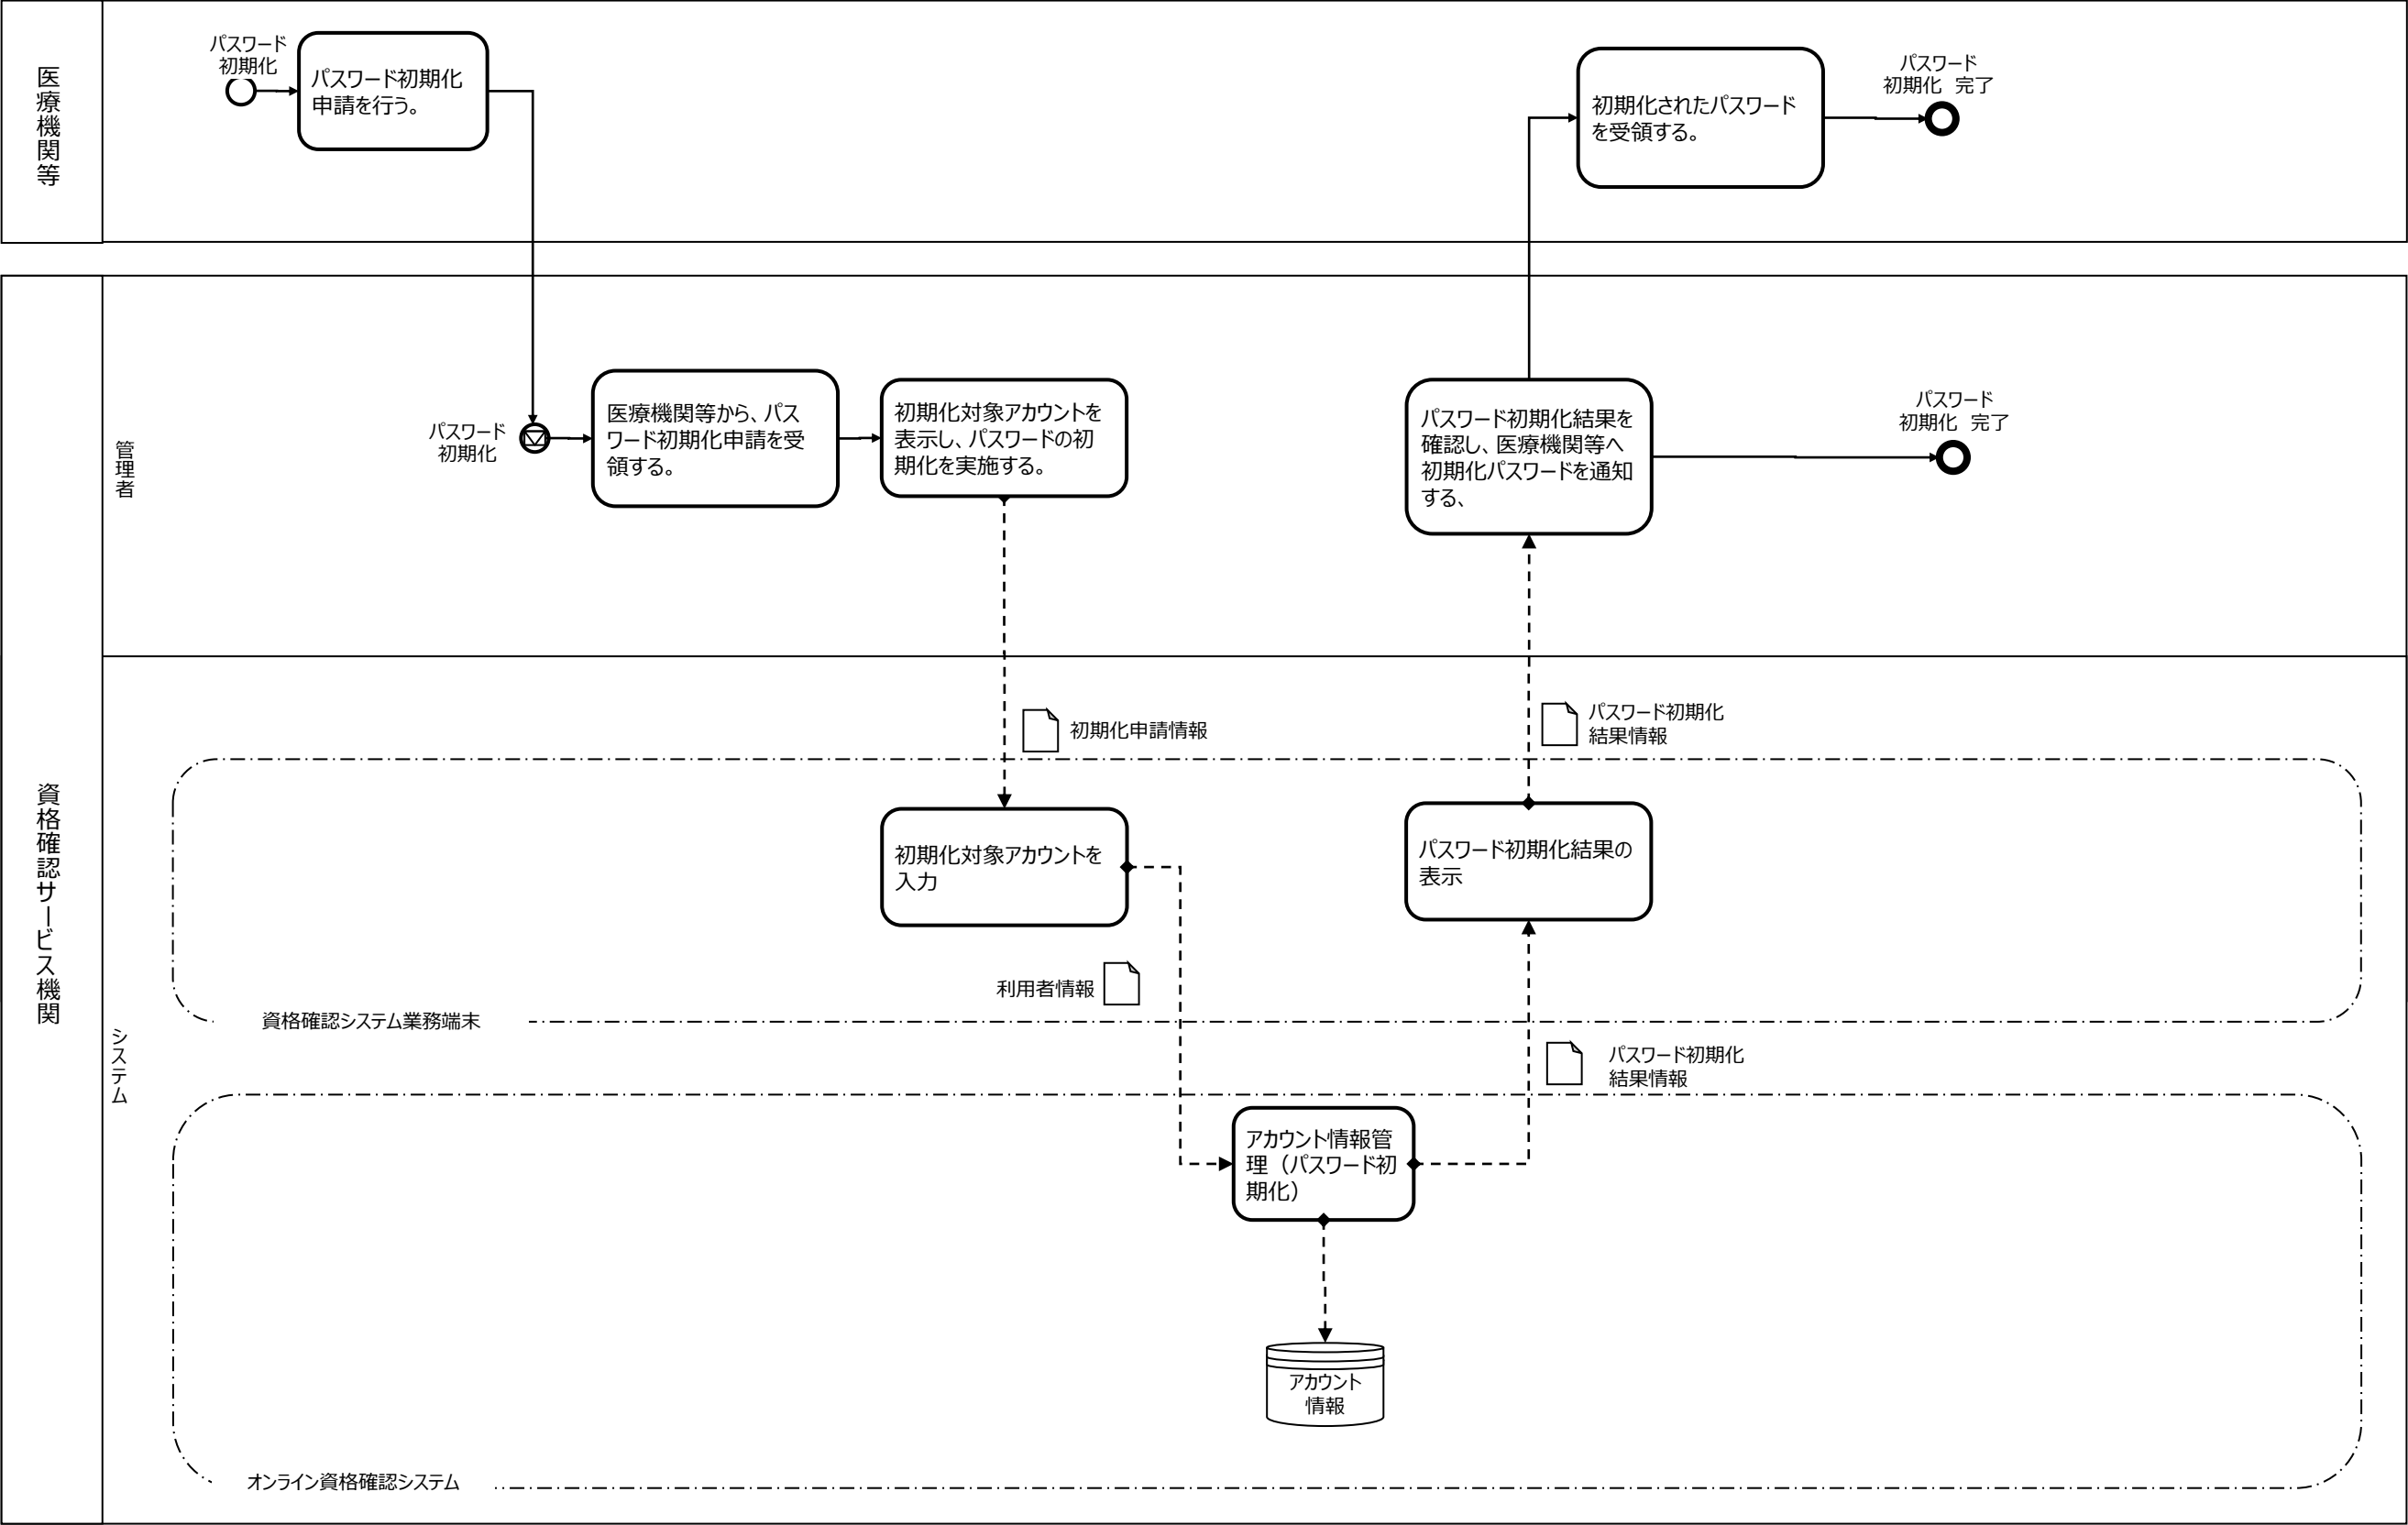 医療機関等
パスワード
初期化
パスワード初期化
申請を行う。
初期化されたパスワード
を受領する。
パスワード
初期化　完了
資格確認サービス機関
管理者
パスワード
初期化
医療機関等から、パス
ワード初期化申請を受
領する。
初期化対象アカウントを
表示し、パスワードの初
期化を実施する。
パスワード初期化結果を
確認し、医療機関等へ
初期化パスワードを通知
する、
パスワード
初期化　完了
システム
初期化申請情報
パスワード初期化
結果情報
初期化対象アカウントを
入力
パスワード初期化結果の
表示
利用者情報
資格確認システム業務端末
パスワード初期化
結果情報
アカウント情報管
理（パスワード初
期化）
アカウント
情報
オンライン資格確認システム